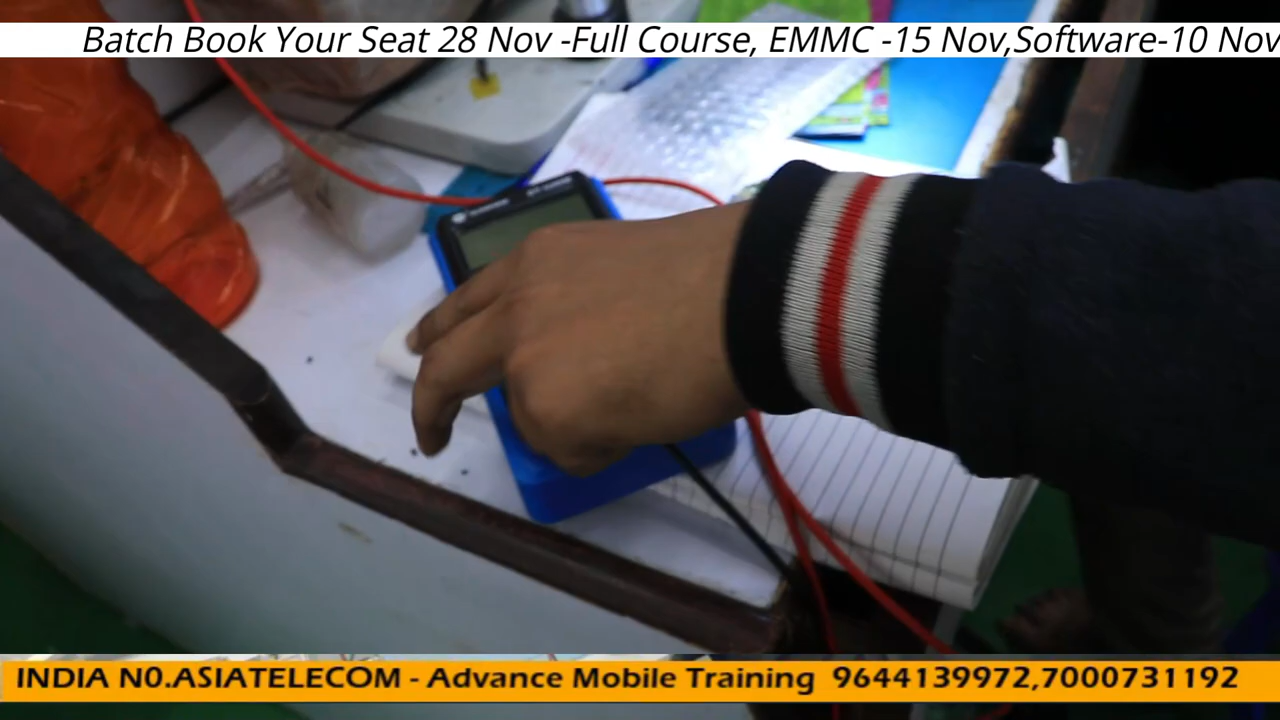 Batch Book Your Seat 28 Nov -Full Course, EMMC -15 Nov,Software-10 Nov
INDIA N0.ASIATELECOM - Advance Mobile Training 9644139972,7000731192